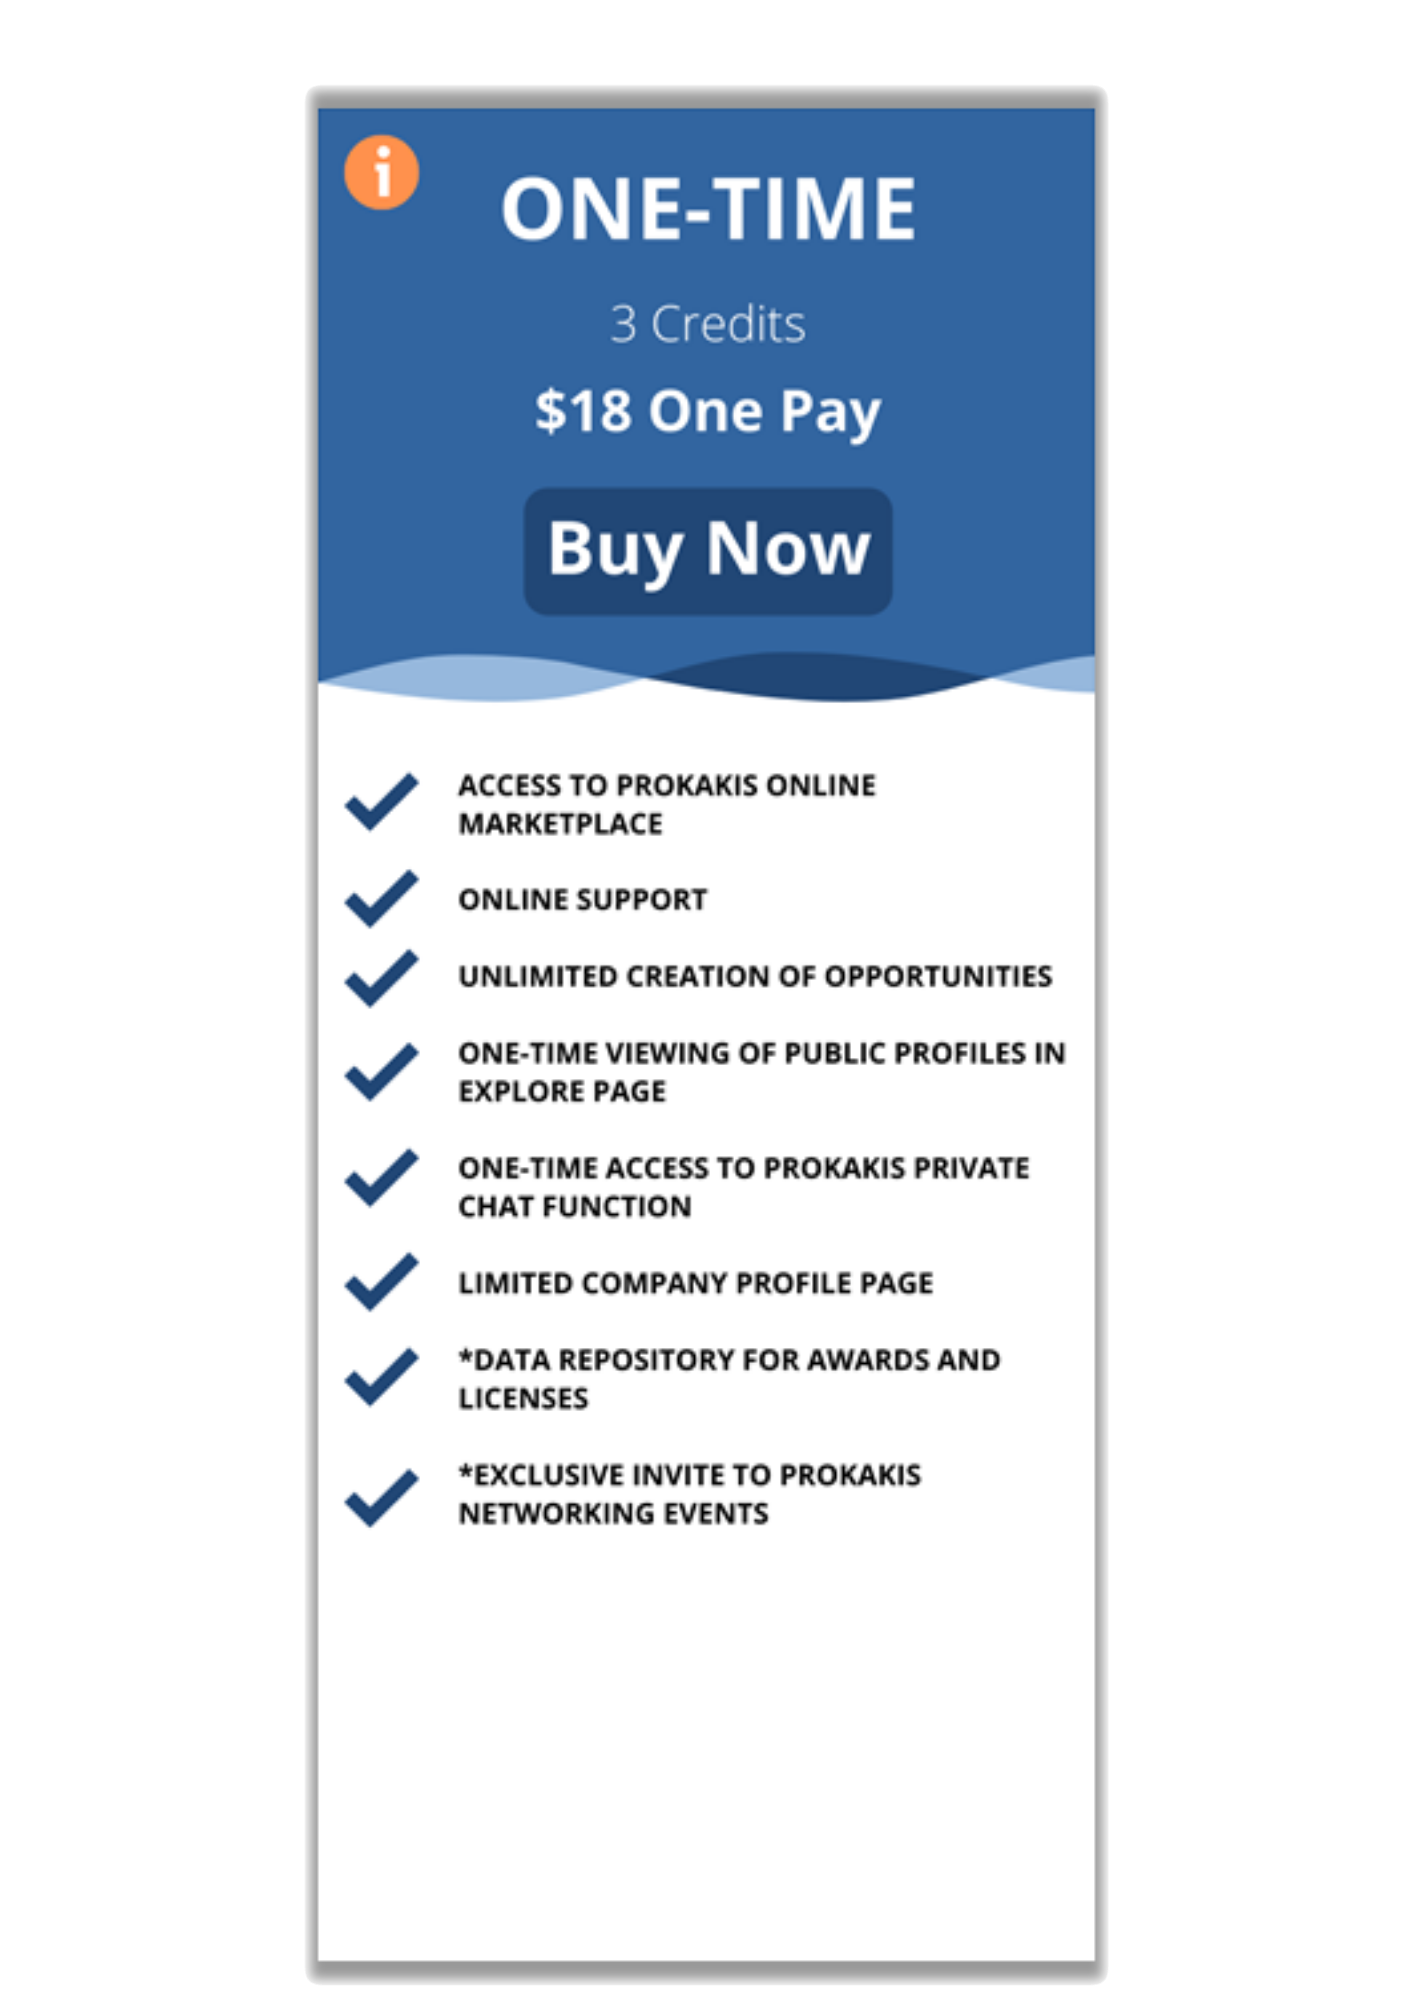 i
ONE-TIME
3 Credits
$18 One Pay
Buy Now
ACCESS TO PROKAKIS ONLINE
MARKETPLACE
ONLINE SUPPORT
UNLIMITED CREATION OF OPPORTUNITIES
ONE-TIME VIEWING OF PUBLIC PROFILES IN
EXPLORE PAGE
ONE-TIME ACCESS TO PROKAKIS PRIVATE
CHAT FUNCTION
LIMITED COMPANY PROFILE PAGE
*DATA REPOSITORY FOR AWARDS AND
LICENSES
*EXCLUSIVE INVITE TO PROKAKIS
NETWORKING EVENTS